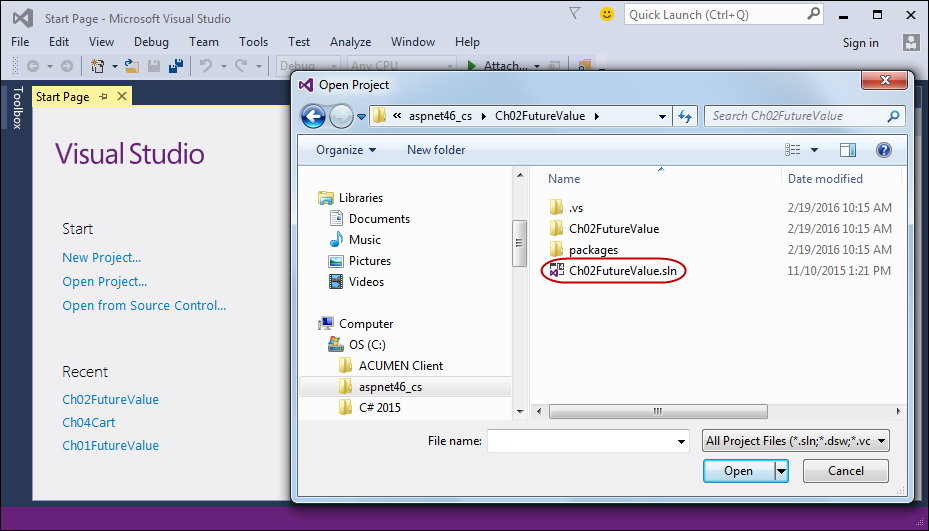 Start Page - Microsoft Visual Studio
Quick Launch (Ctrl+Q)
File Edit View Debug Team Tools Test Analyze Window Help
Sign in
Debug Any CPU Attach...
Toolbox
Start Page
Visual Studio
Start
New Project...
Open Project...
Open from Source Control...
Recent
Ch02FutureValue
Ch04Cart
Ch01FutureValue
Open Project
« aspnet46_cs Ch02FutureValue
Search Ch02FutureValue
Organize New folder
Libraries
Documents
Music
Pictures
Videos
Computer
OS (C:)
ACUMEN Client
aspnet46_cs
C# 2015
Name Date modified
.vs 2/19/2016 10:15 AM
Ch02FutureValue 2/19/2016 10:15 AM
packages 2/19/2016 10:15 AM
Ch02FutureValue.sln 11/10/2015 1:21 PM
File name:
All Project Files (*.sln;*.dsw;*.vc
Open Cancel